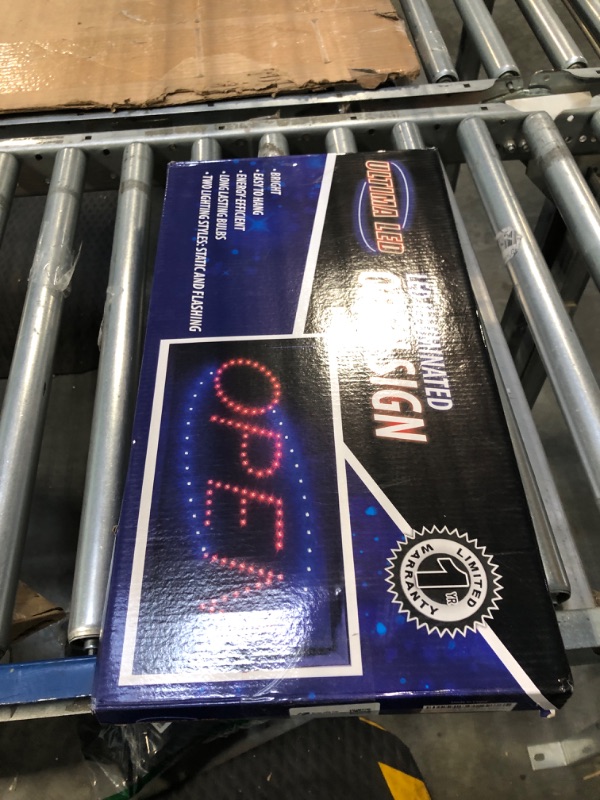 ULTIMA LED
SIGN
• BRIGHT
• EASY TO HANG
• ENERGY-EFFICIENT
• LONG LASTING BULBS
• TWO LIGHTING STYLES: STATIC AND FLASHING
OPEN
LIMITED
1 YR.
WARRANTY